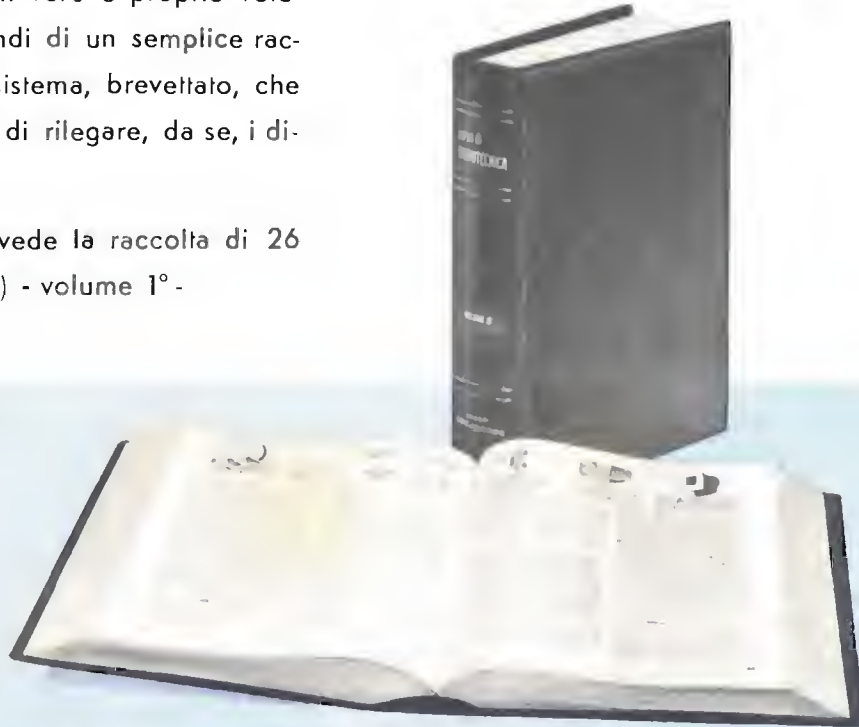 vero e proprio volu-
ndi di un semplice rac-
istema, brevettato, che
di rilegare, da se, i di-
vede la raccolta di 26
) - volume 1° -
VOLUME